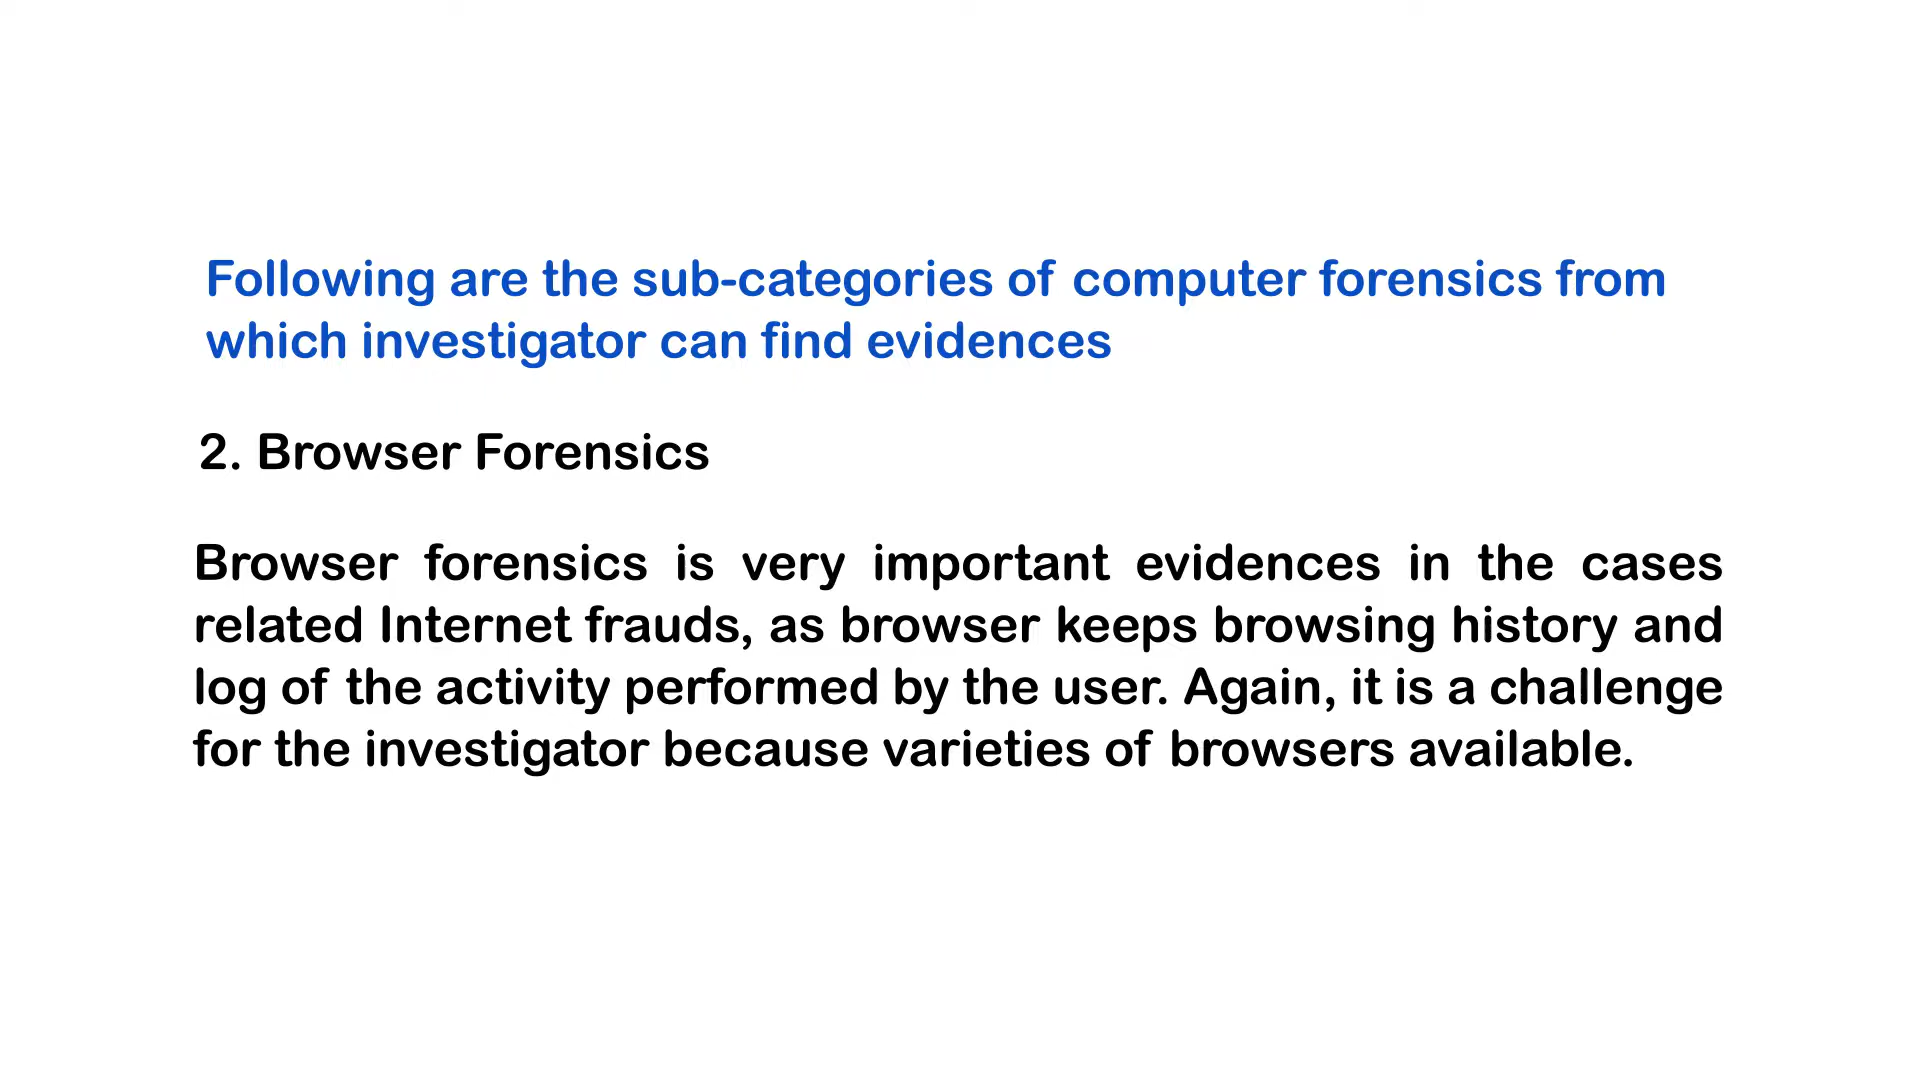 Following are the sub-categories of computer forensics from
which investigator can find evidences
2. Browser Forensics
Browser forensics is very important evidences in the cases
related Internet frauds, as browser keeps browsing history and
log of the activity performed by the user. Again, it is a challenge
for the investigator because varieties of browsers available.